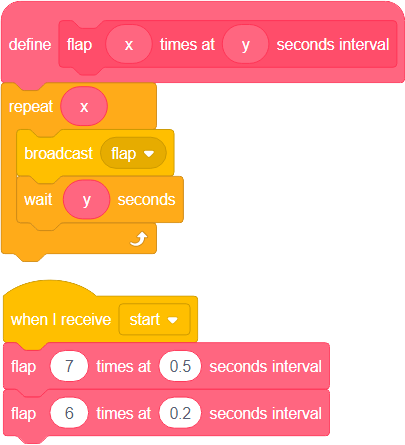 define flap x times at y seconds interval
repeat x
broadcast flap
wait y seconds
when I receive start
flap 7 times at 0.5 seconds interval
flap 6 times at 0.2 seconds interval